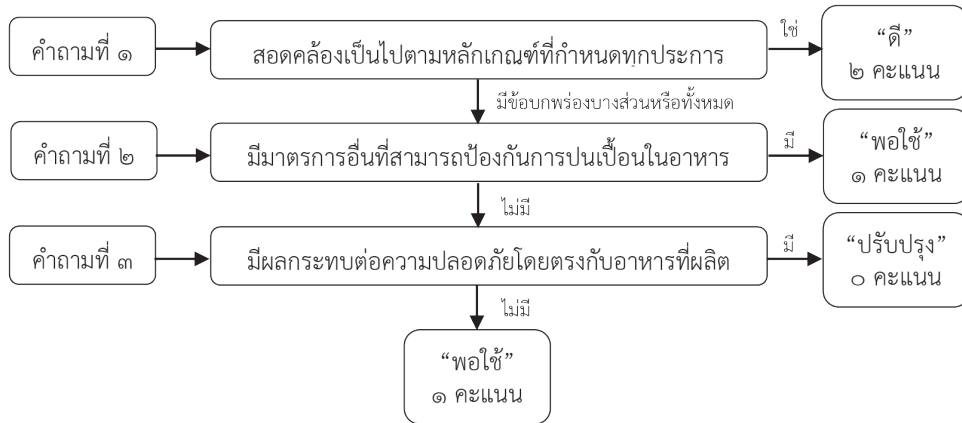 คำถามที่ ๑
สอดคล้องเป็นไปตามหลักเกณฑ์ที่กำหนดทุกประการ
ใช่
“ดี”
๒ คะแนน
มีข้อบกพร่องบางส่วนหรือทั้งหมด
คำถามที่ ๒
มีมาตรการอื่นที่สามารถป้องกันการปนเปื้อนในอาหาร
มี
“พอใช้”
๑ คะแนน
ไม่มี
คำถามที่ ๓
มีผลกระทบต่อความปลอดภัยโดยตรงกับอาหารที่ผลิต
มี
“ปรับปรุง”
๐ คะแนน
ไม่มี
“พอใช้”
๑ คะแนน